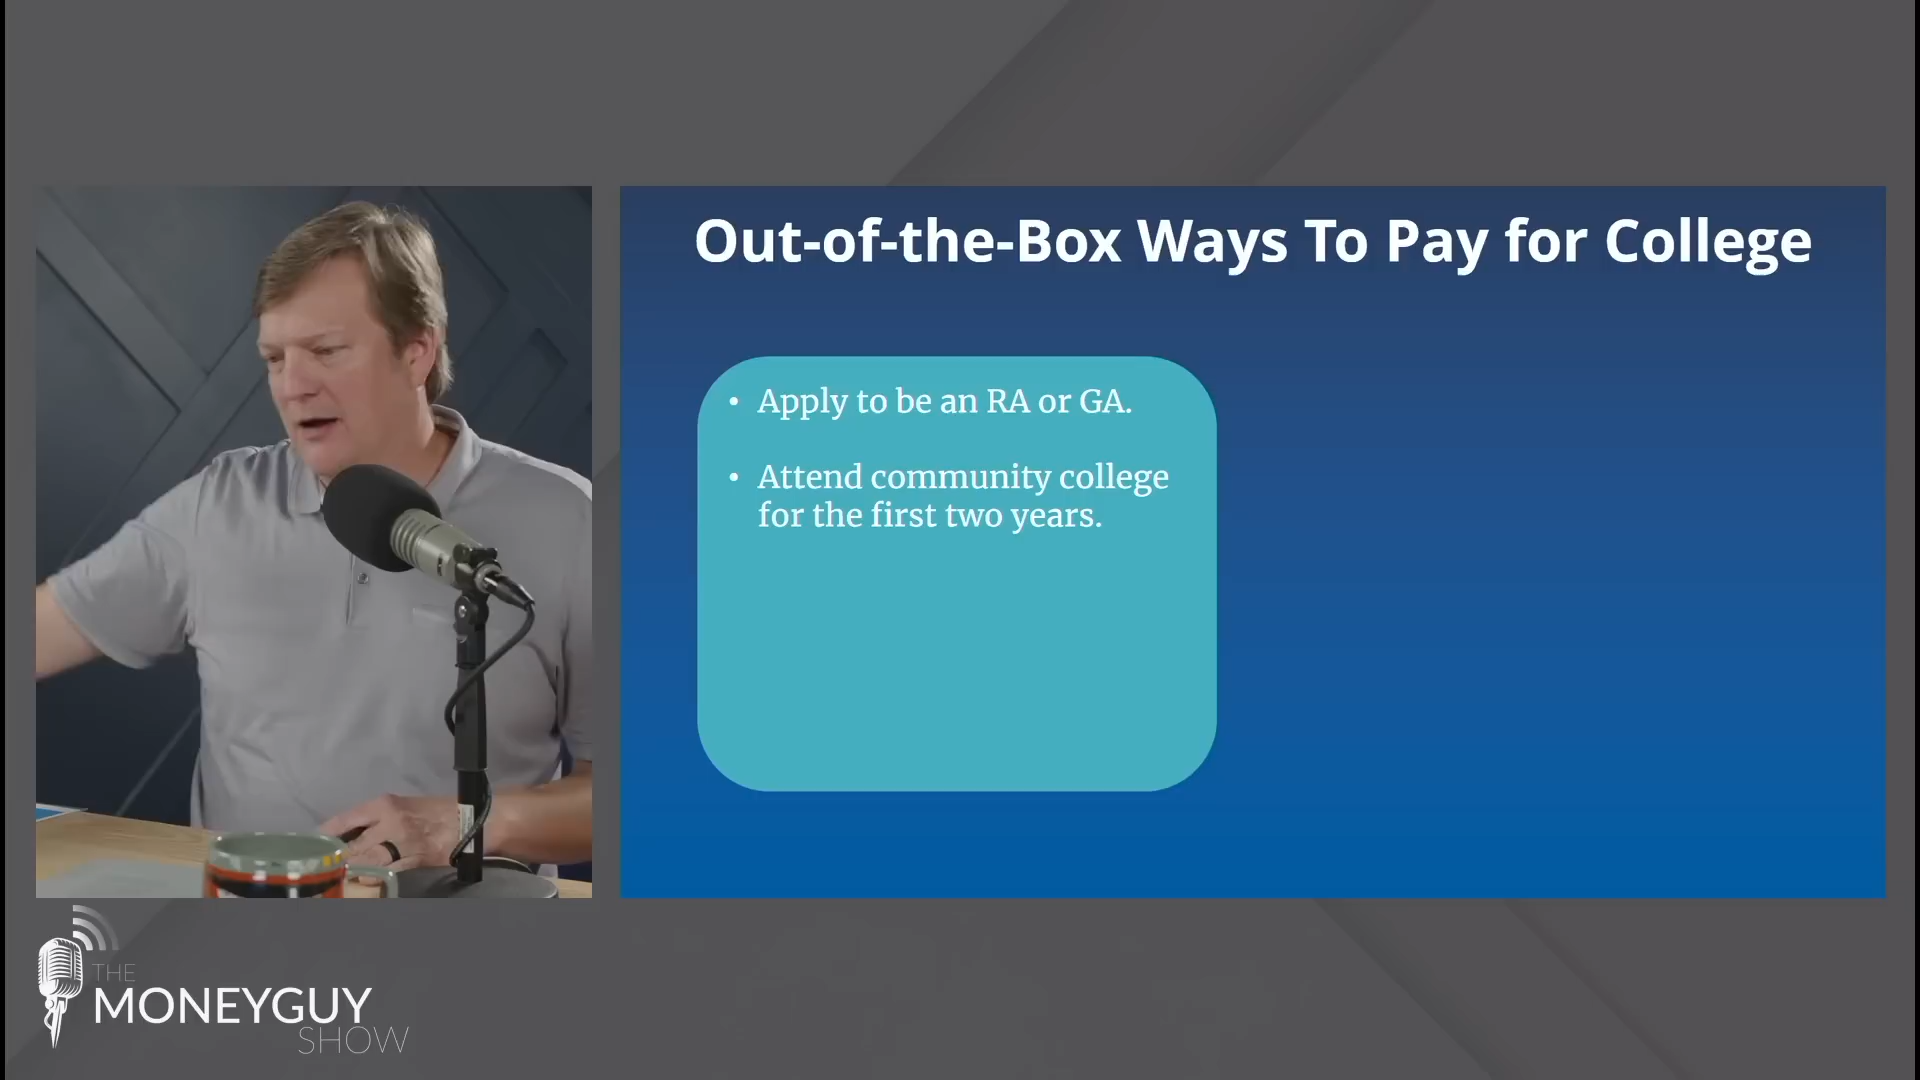 Out-of-the-Box Ways To Pay for College
• Apply to be an RA or GA.
• Attend community college
for the first two years.
THE
MONEYGUY
SHOW